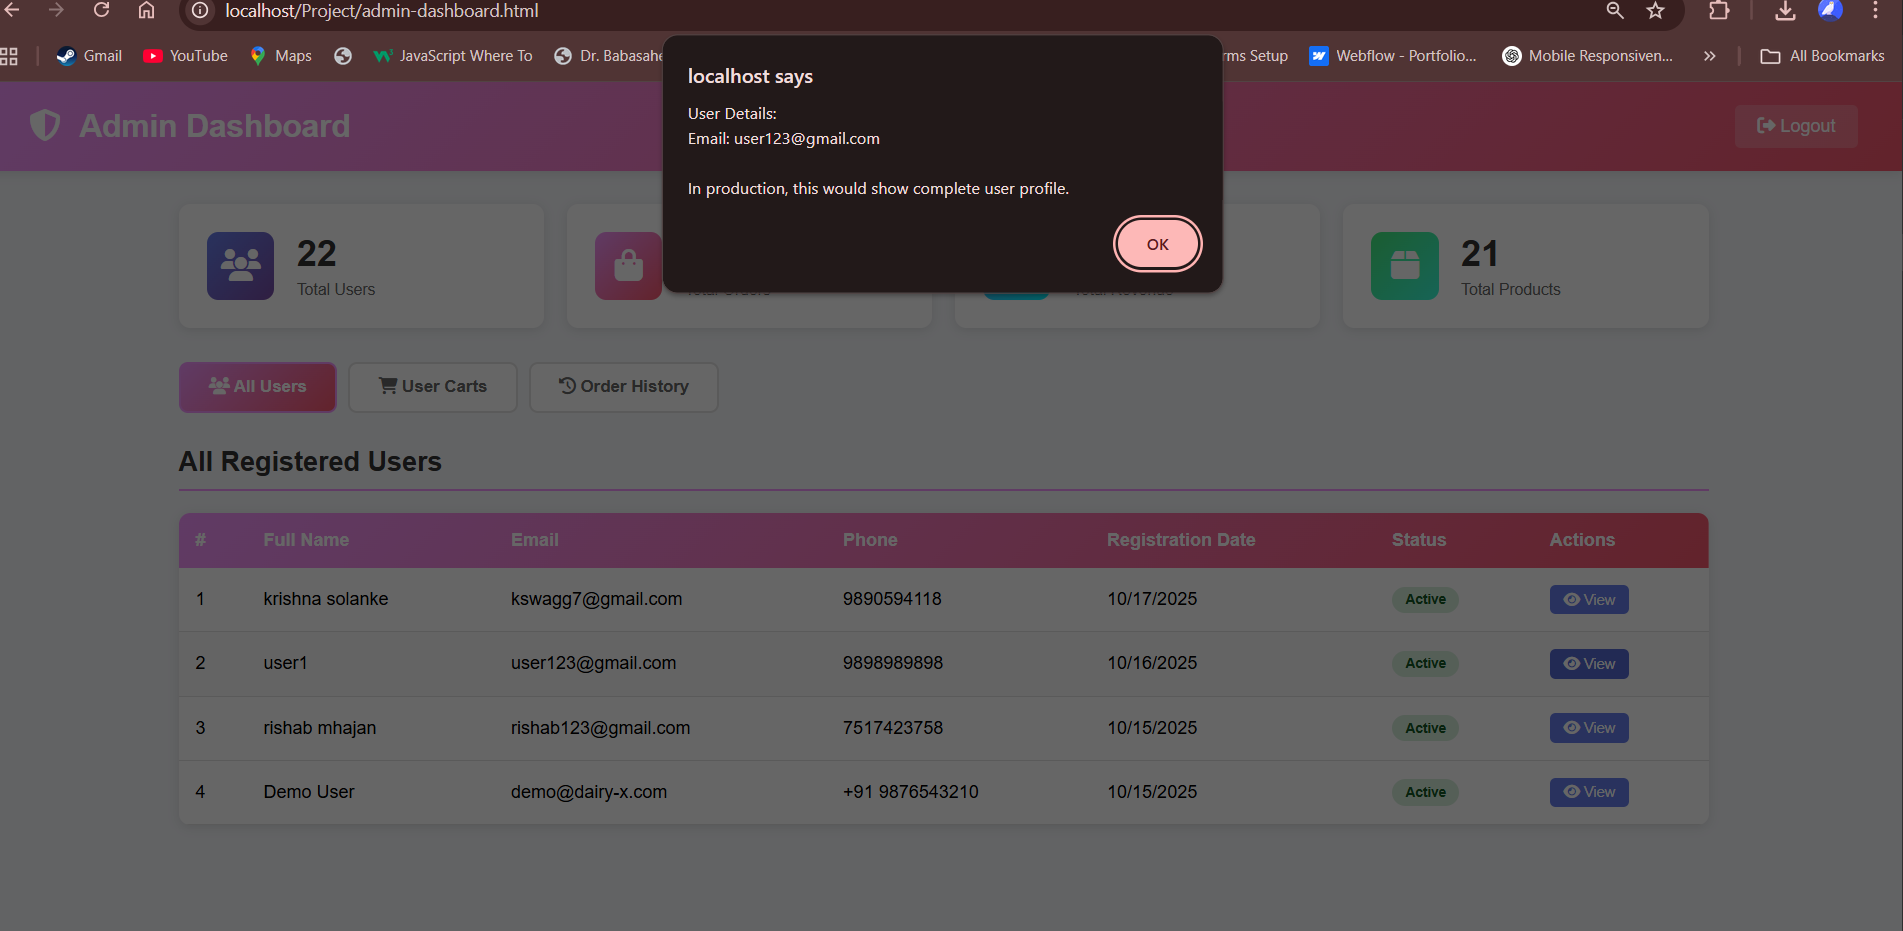 localhost/Project/admin-dashboard.html
Gmail YouTube Maps JavaScript Where To Dr. Babasahe Setup Webflow - Portfolio... Mobile Responsiven... All Bookmarks
localhost says
User Details:
Email: user123@gmail.com
In production, this would show complete user profile.
OK
Admin Dashboard
Logout
22
Total Users
Total Orders
Total Revenue
21
Total Products
All Users User Carts Order History
All Registered Users
# Full Name Email Phone Registration Date Status Actions
1 krishna solanke kswagg7@gmail.com 9890594118 10/17/2025 Active View
2 user1 user123@gmail.com 9898989898 10/16/2025 Active View
3 rishab mhajan rishab123@gmail.com 7517423758 10/15/2025 Active View
4 Demo User demo@dairy-x.com +91 9876543210 10/15/2025 Active View